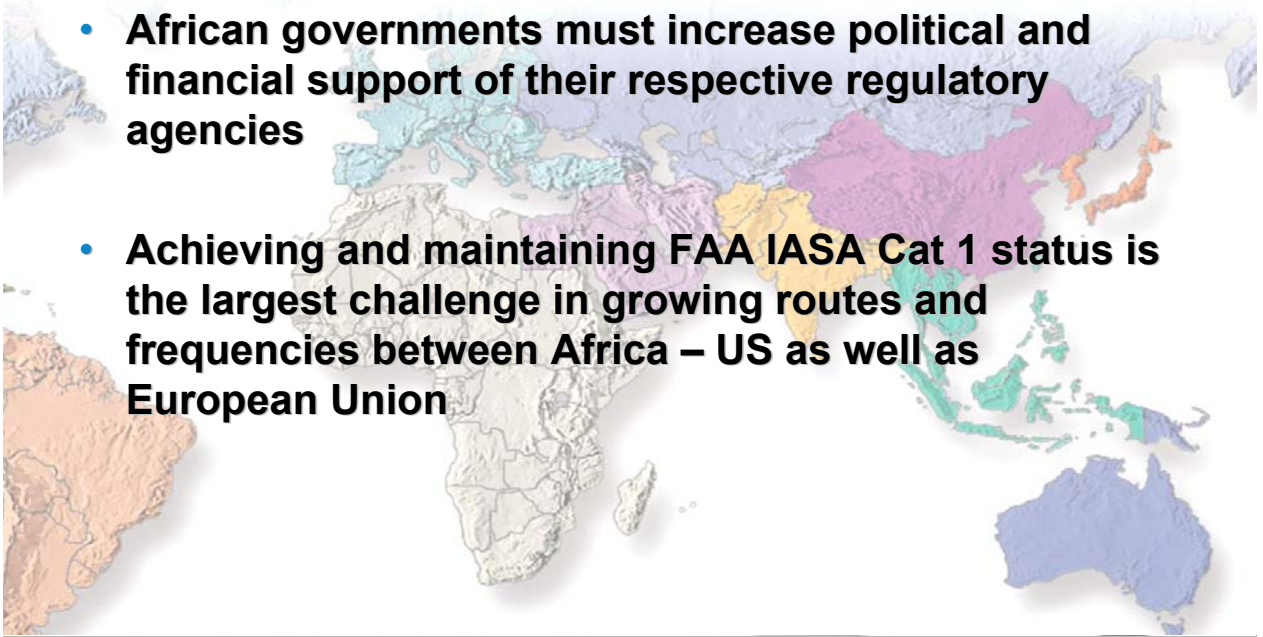 • African governments must increase political and
financial support of their respective regulatory
agencies
• Achieving and maintaining FAA IASA Cat 1 status is
the largest challenge in growing routes and
frequencies between Africa – US as well as
European Union